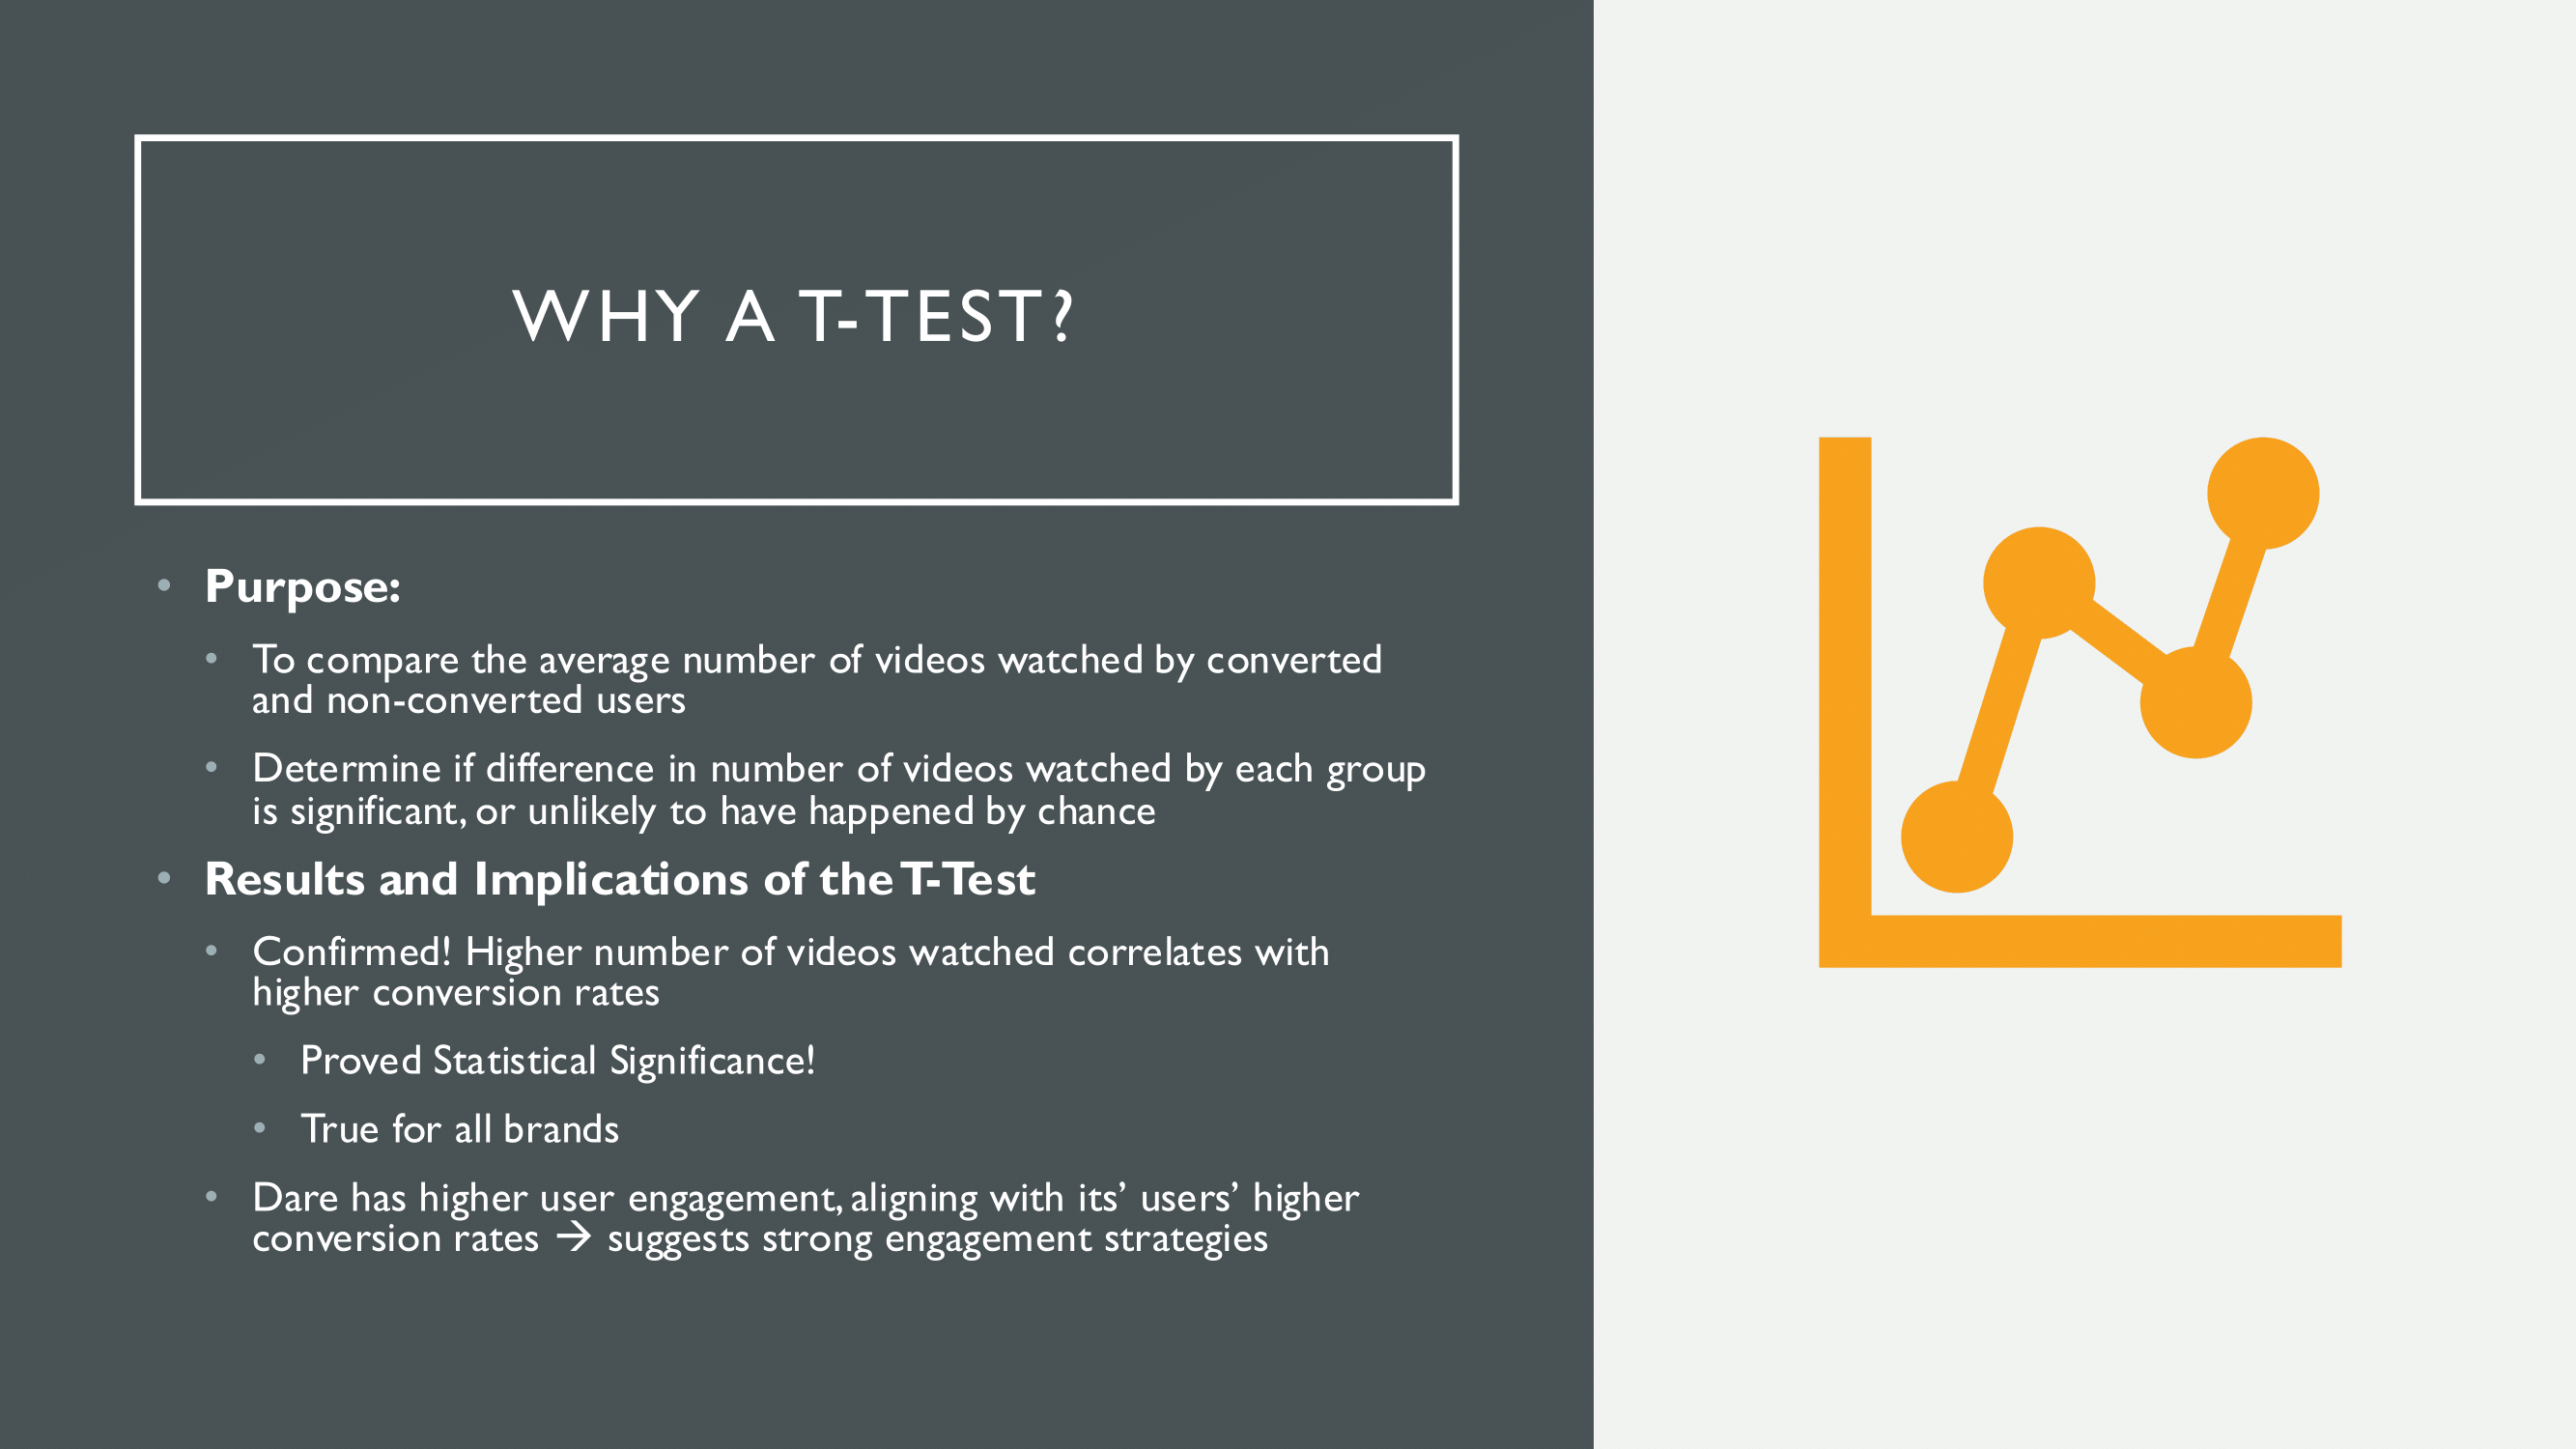 WHY A T-TEST?
• Purpose:
• To compare the average number of videos watched by converted
and non-converted users
• Determine if difference in number of videos watched by each group
is significant, or unlikely to have happened by chance
• Results and Implications of the T-Test
• Confirmed! Higher number of videos watched correlates with
higher conversion rates
• Proved Statistical Significance!
• True for all brands
• Dare has higher user engagement, aligning with its’ users’ higher
conversion rates → suggests strong engagement strategies